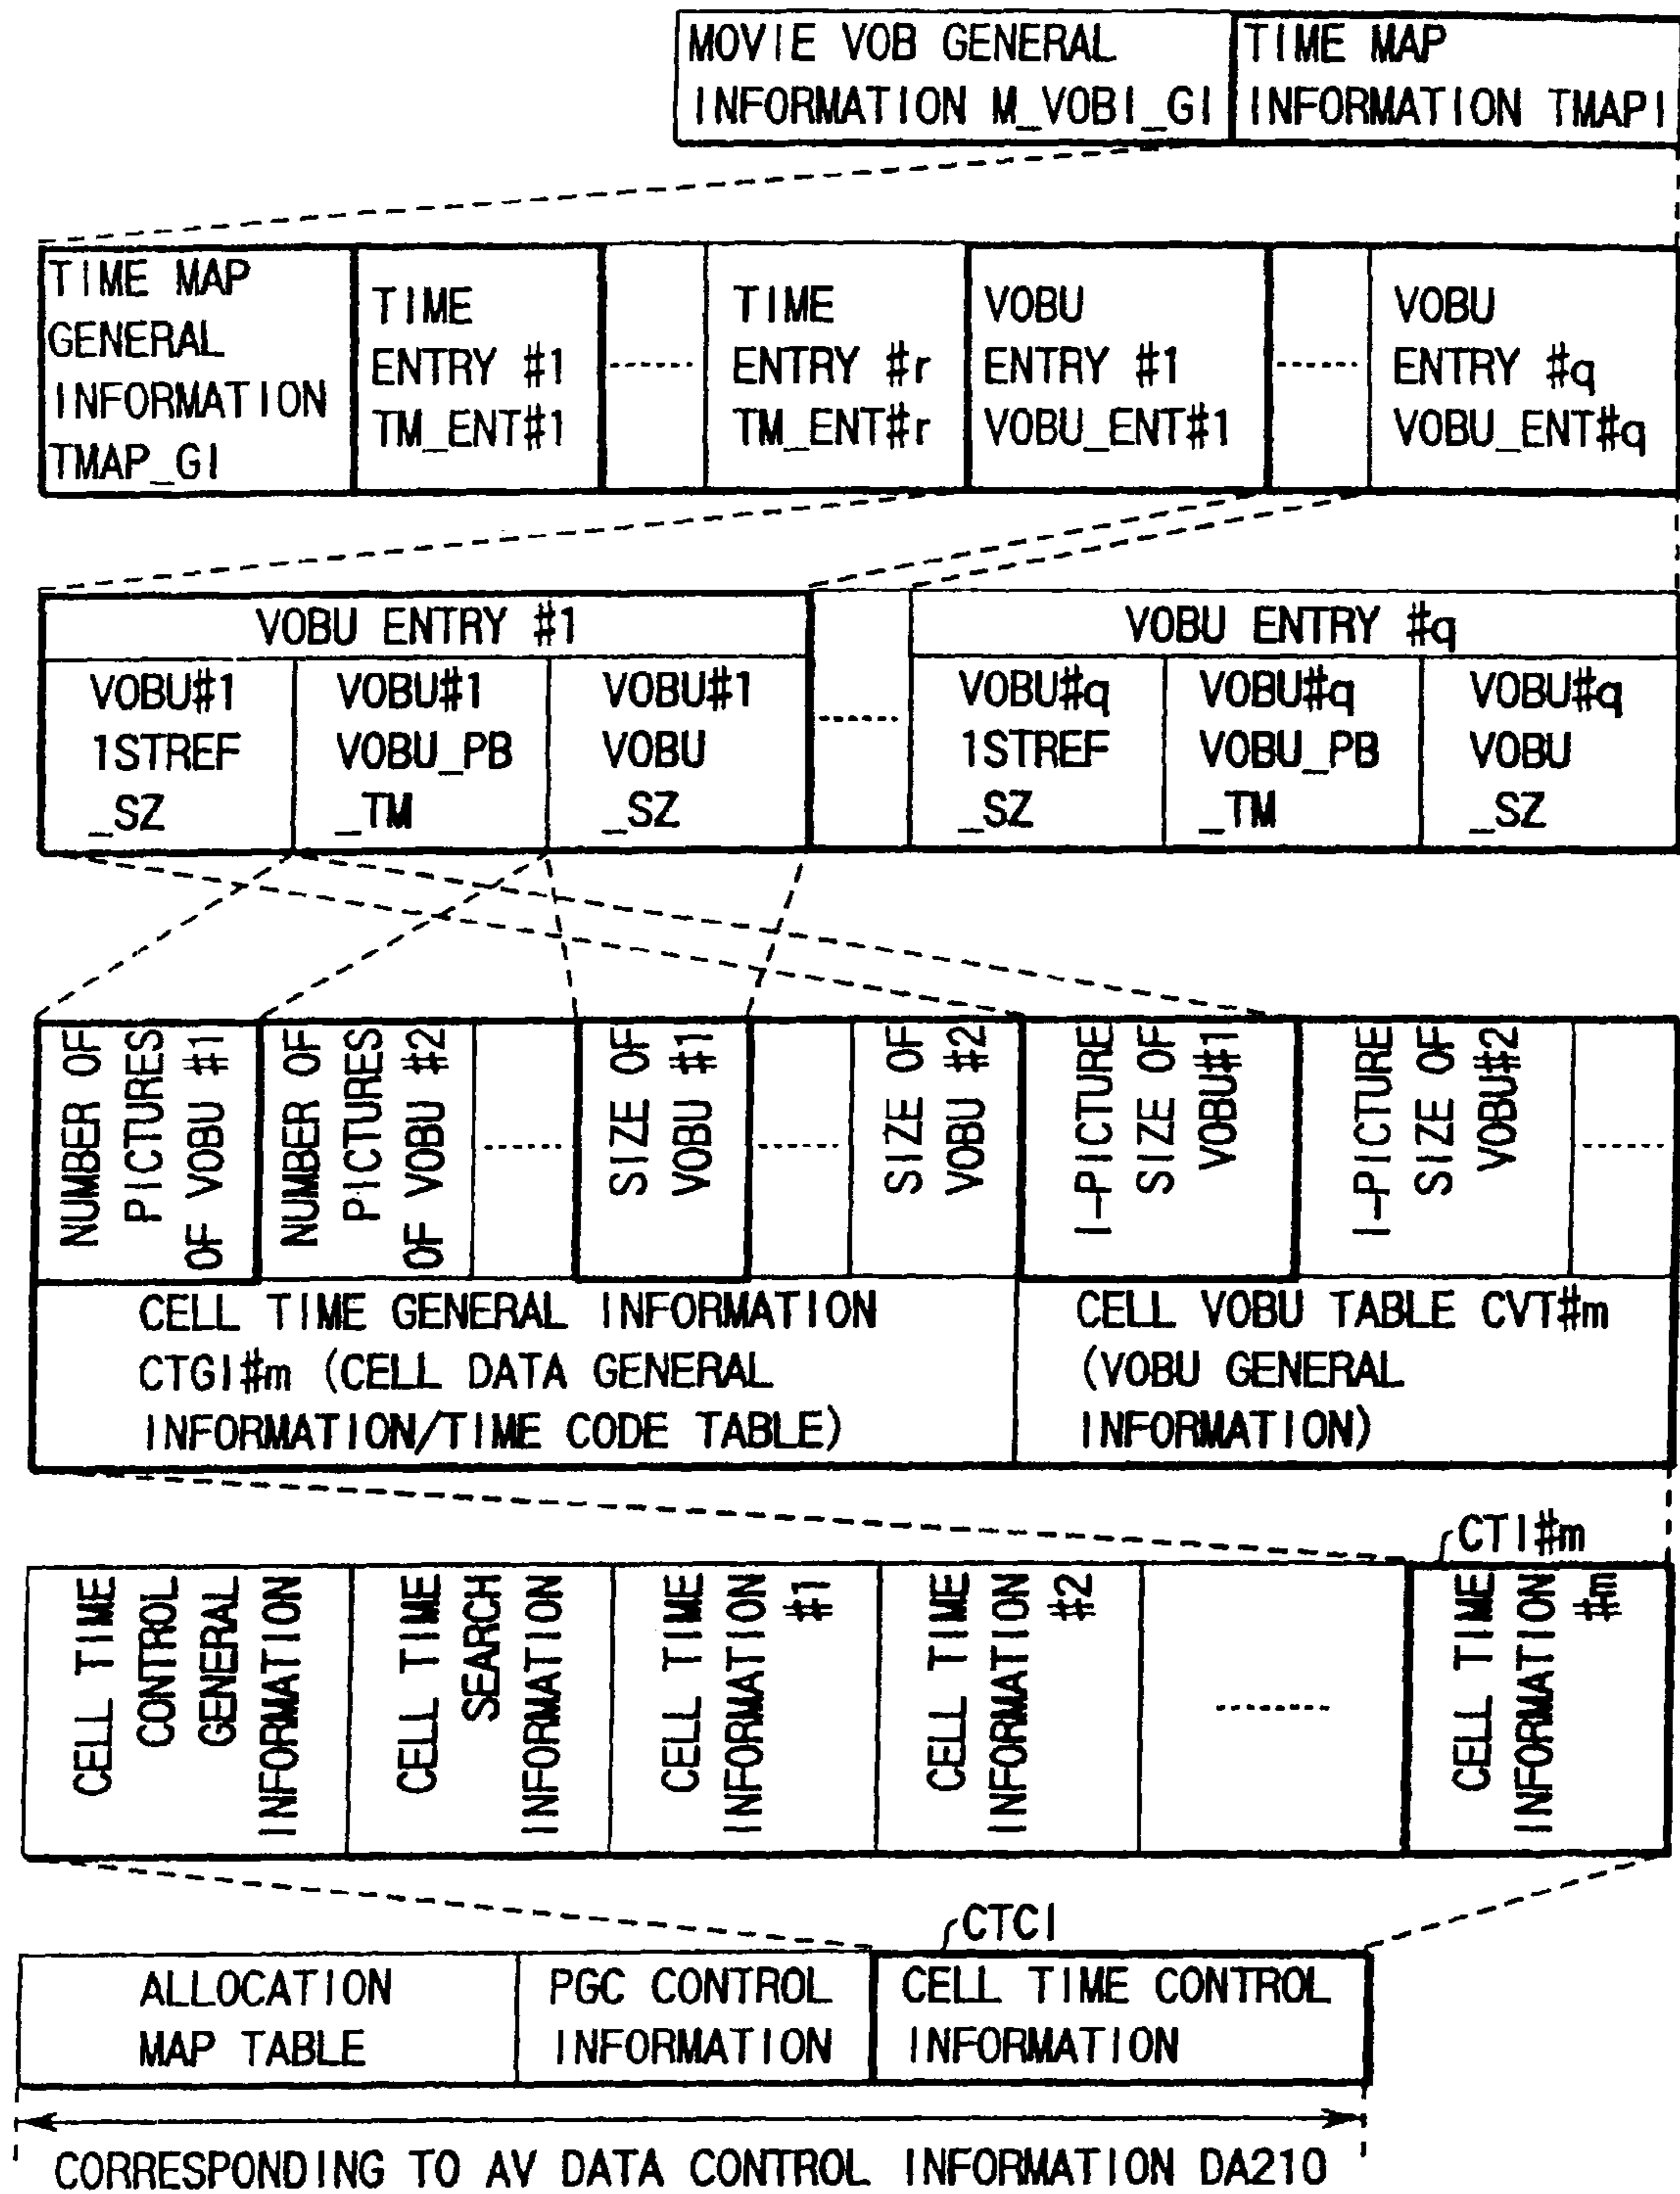 MOVIE VOB GENERAL
INFORMATION M_VOBI_GI
TIME MAP
INFORMATION TMAPI
TIME MAP
GENERAL
INFORMATION
TMAP_GI
TIME
ENTRY #1
TM_ENT#1
TIME
ENTRY #r
TM_ENT#r
VOBU
ENTRY #1
VOBU_ENT#1
VOBU
ENTRY #q
VOBU_ENT#q
VOBU ENTRY #1
VOBU#1
1STREF
_SZ
VOBU#1
VOBU_PB
_TM
VOBU#1
VOBU
_SZ
VOBU ENTRY #q
VOBU#q
1STREF
_SZ
VOBU#q
VOBU_PB
_TM
VOBU#q
VOBU
_SZ
NUMBER OF
PICTURES
OF VOBU #1
NUMBER OF
PICTURES
OF VOBU #2
SIZE OF
VOBU #1
SIZE OF
VOBU #2
I-PICTURE
SIZE OF
VOBU#1
I-PICTURE
SIZE OF
VOBU#2
CELL TIME GENERAL INFORMATION
CTGI#m (CELL DATA GENERAL
INFORMATION/TIME CODE TABLE)
CELL VOBU TABLE CVT#m
(VOBU GENERAL
INFORMATION)
CTI#m
CELL TIME
CONTROL
GENERAL
INFORMATION
CELL TIME
SEARCH
INFORMATION
CELL TIME
INFORMATION
#1
CELL TIME
INFORMATION
#2
CELL TIME
INFORMATION
#m
CTCI
ALLOCATION
MAP TABLE
PGC CONTROL
INFORMATION
CELL TIME CONTROL
INFORMATION
CORRESPONDING TO AV DATA CONTROL INFORMATION DA210